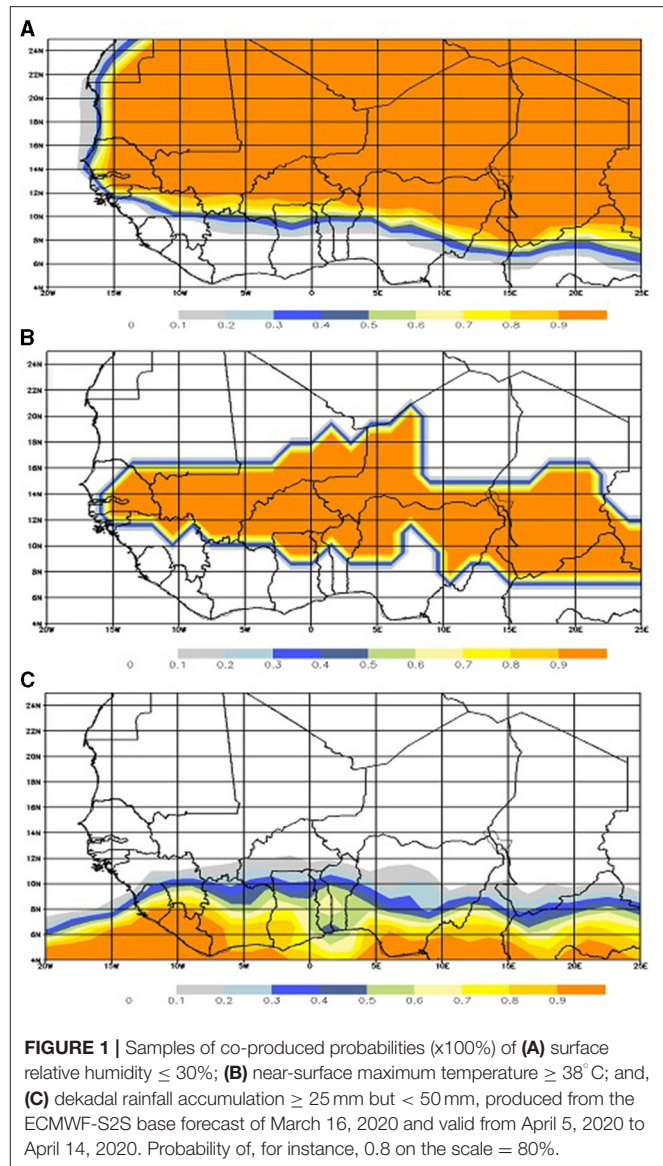 A
24N
22N
20N
18N
16N
14N
12N
10N
8N
6N
4N
20W 15W 10W 5W 0 5E 10E 15E 20E 25E
0 0.1 0.2 0.3 0.4 0.5 0.6 0.7 0.8 0.9
B
24N
22N
20N
18N
16N
14N
12N
10N
8N
6N
4N
20W 15W 10W 5W 0 5E 10E 15E 20E 25E
0 0.1 0.2 0.3 0.4 0.5 0.6 0.7 0.8 0.9
C
24N
22N
20N
18N
16N
14N
12N
10N
8N
6N
4N
20W 15W 10W 5W 0 5E 10E 15E 20E 25E
0 0.1 0.2 0.3 0.4 0.5 0.6 0.7 0.8 0.9
FIGURE 1 | Samples of co-produced probabilities (x100%) of (A) surface
relative humidity ≤ 30%; (B) near-surface maximum temperature ≥ 38°C; and,
(C) dekadal rainfall accumulation ≥ 25 mm but < 50 mm, produced from the
ECMWF-S2S base forecast of March 16, 2020 and valid from April 5, 2020 to
April 14, 2020. Probability of, for instance, 0.8 on the scale = 80%.